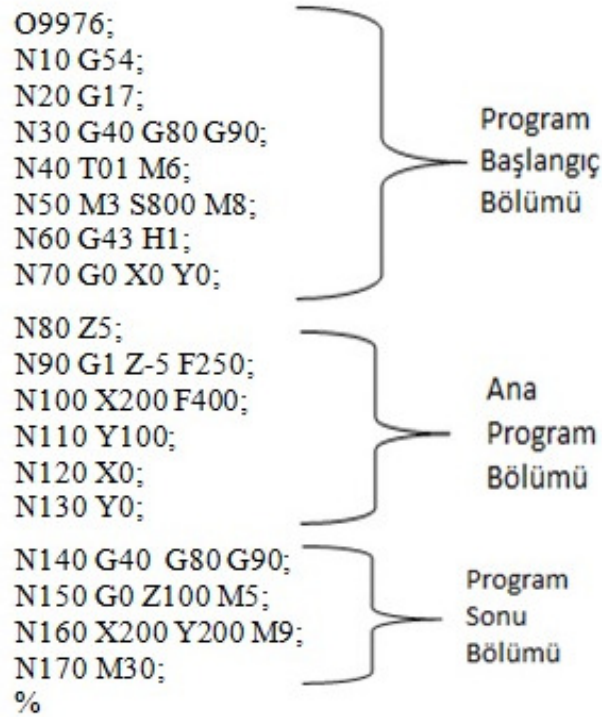 O9976;
N10 G54;
N20 G17;
N30 G40 G80 G90;
N40 T01 M6;
N50 M3 S800 M8;
N60 G43 H1;
N70 G0 X0 Y0;
Program
Başlangıç
Bölümü
N80 Z5;
N90 G1 Z-5 F250;
N100 X200 F400;
N110 Y100;
N120 X0;
N130 Y0;
Ana
Program
Bölümü
N140 G40 G80 G90;
N150 G0 Z100 M5;
N160 X200 Y200 M9;
N170 M30;
%
Program
Sonu
Bölümü